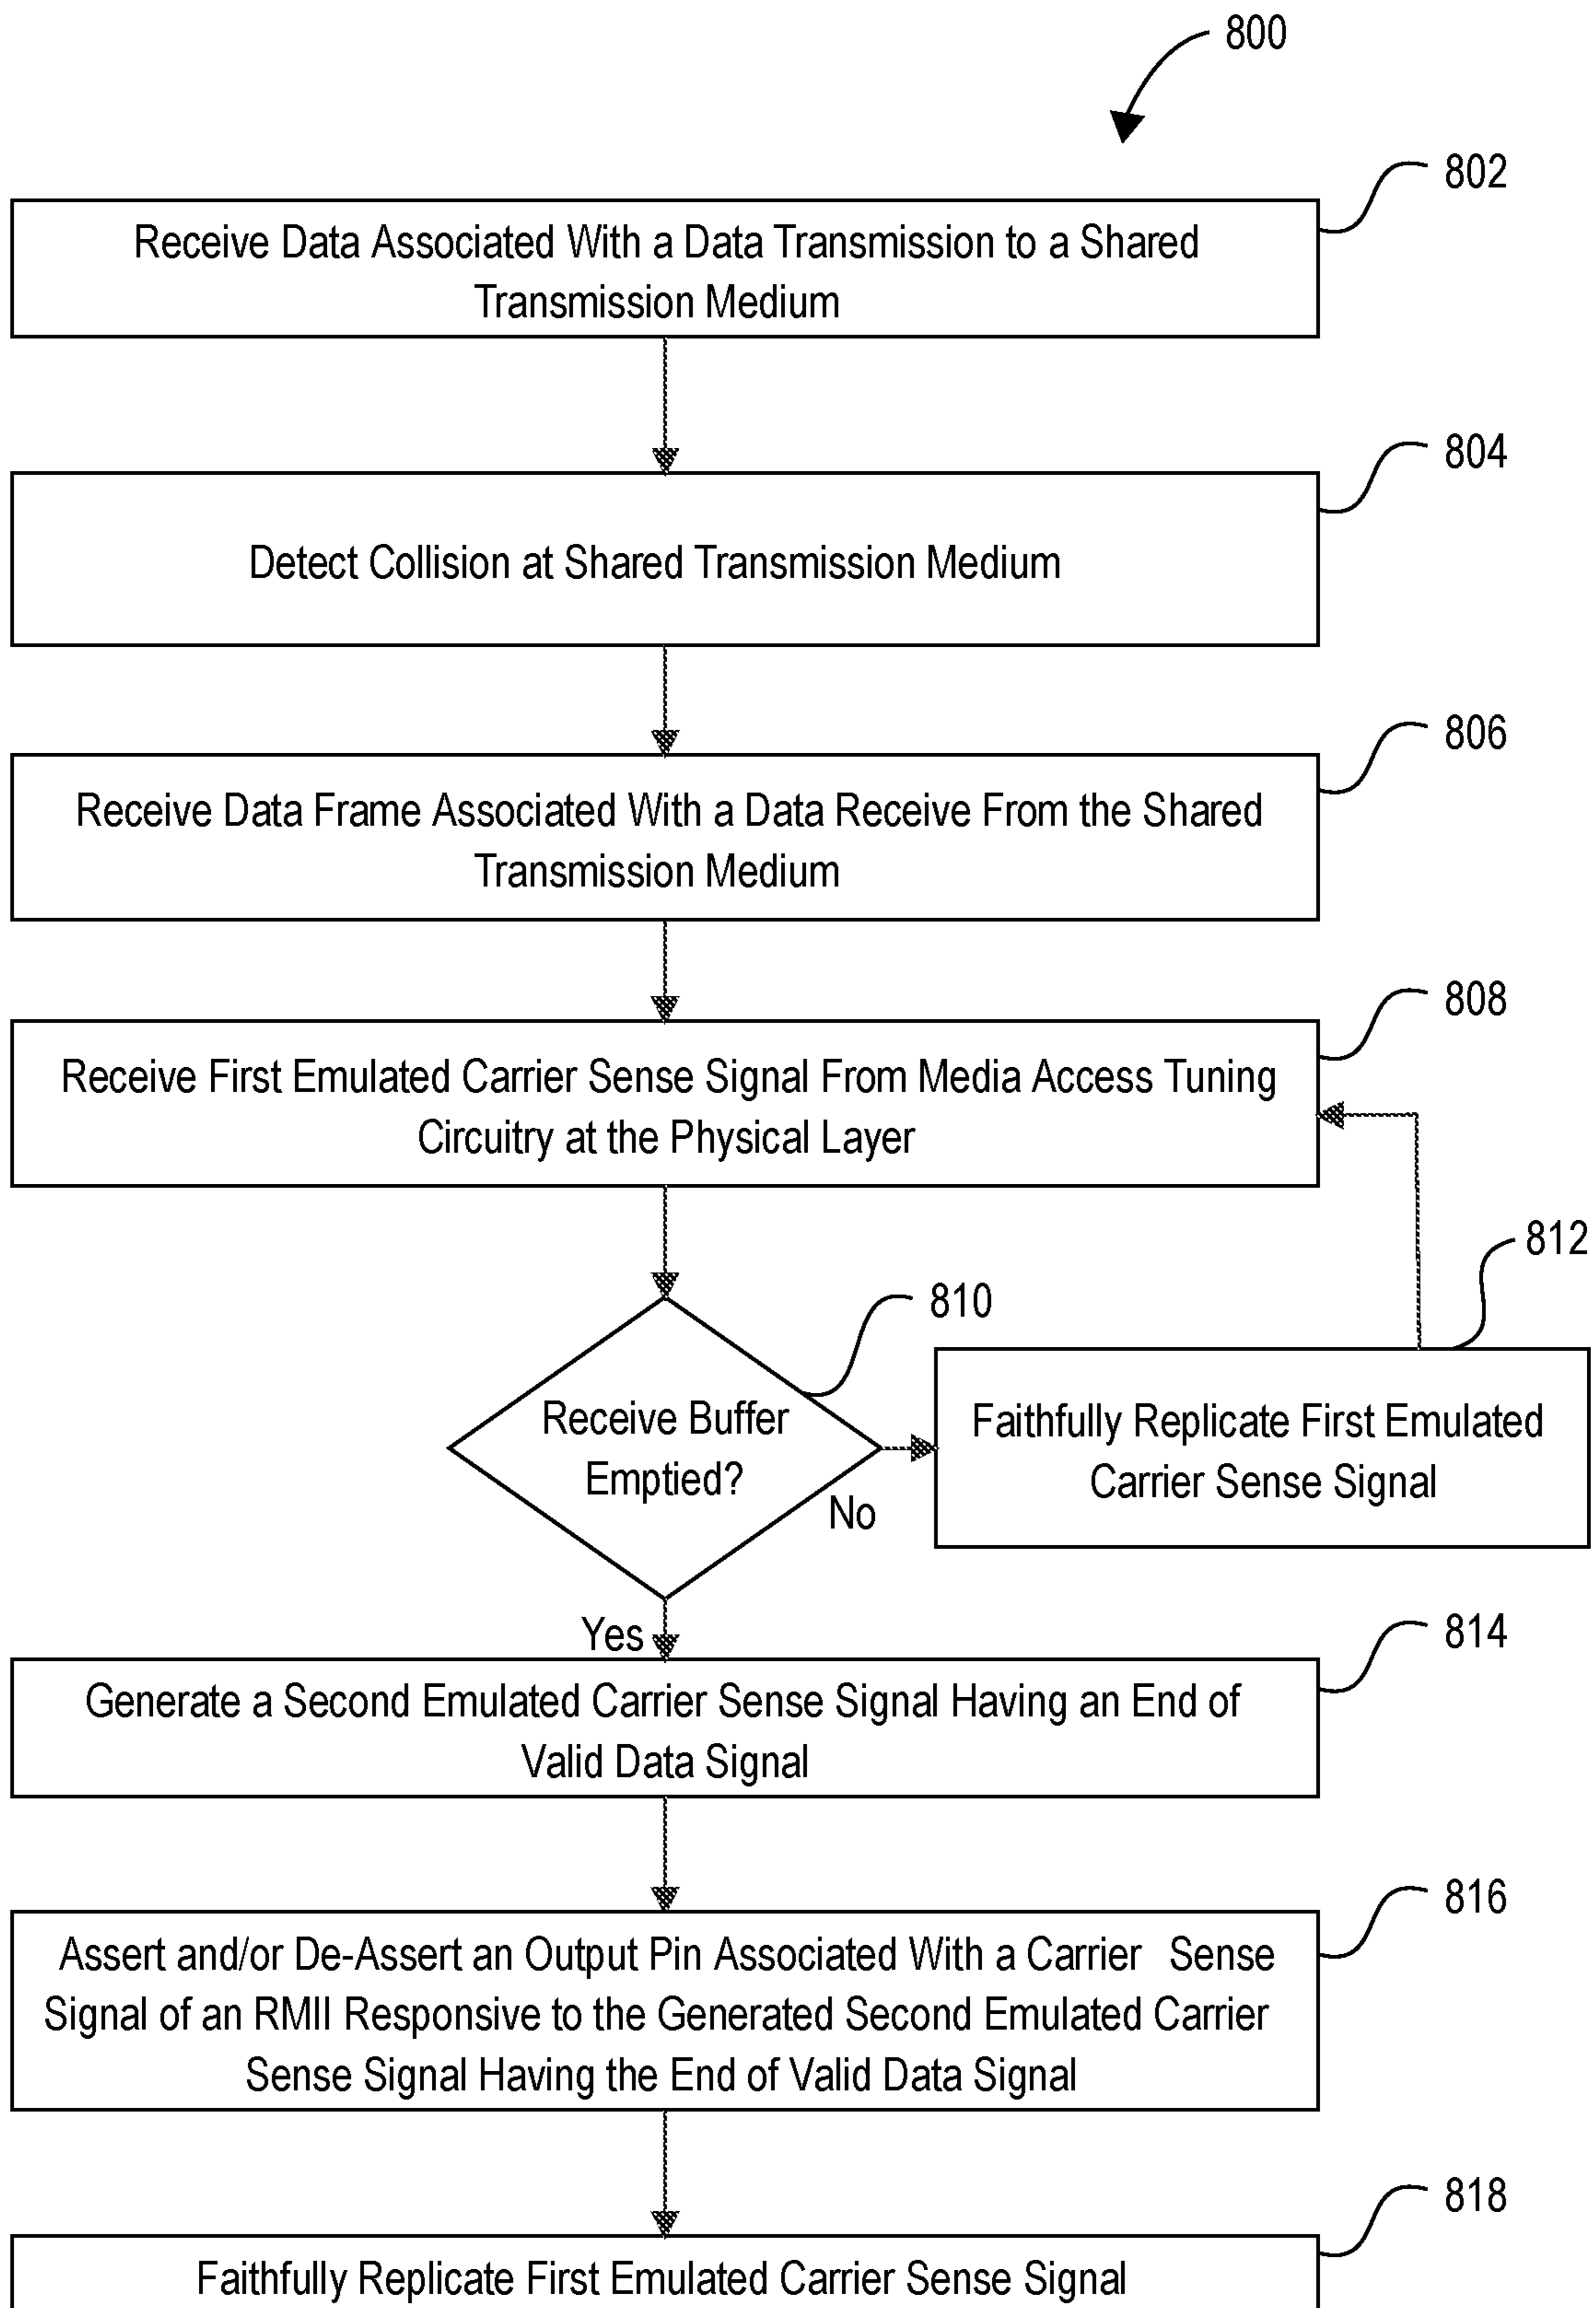 800
802
Receive Data Associated With a Data Transmission to a Shared
Transmission Medium
804
Detect Collision at Shared Transmission Medium
806
Receive Data Frame Associated With a Data Receive From the Shared
Transmission Medium
808
Receive First Emulated Carrier Sense Signal From Media Access Tuning
Circuitry at the Physical Layer
812
810
Receive Buffer
Emptied?
No
Faithfully Replicate First Emulated
Carrier Sense Signal
Yes
814
Generate a Second Emulated Carrier Sense Signal Having an End of
Valid Data Signal
816
Assert and/or De-Assert an Output Pin Associated With a Carrier Sense
Signal of an RMII Responsive to the Generated Second Emulated Carrier
Sense Signal Having the End of Valid Data Signal
818
Faithfully Replicate First Emulated Carrier Sense Signal